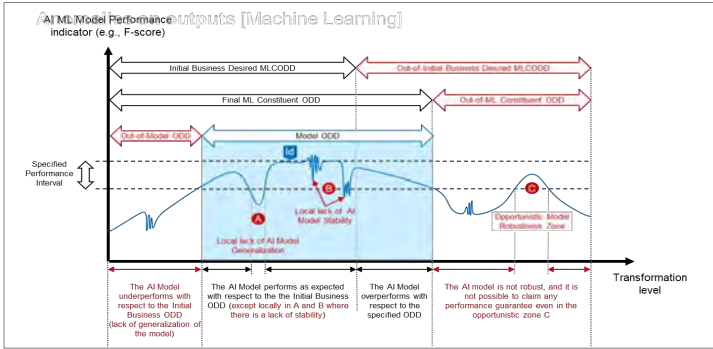 Anomalies on outputs [Machine Learning]
AI ML Model Performance
indicator (e.g., F-score)
Initial Business Desired MLCODD
Out-of-Initial Business Desired MLCODD
Final ML Constituent ODD
Out-of-ML Constituent ODD
Out-of-Model ODD
Model ODD
Id
Specified
Performance
Interval
A
B
C
Local lack of AI
Model Stability
Local lack of AI Model
Generalization
Opportunistic Model
Robustness Zone
Transformation
level
The AI Model
underperforms with
respect to the Initial
Business ODD
(lack of generalization of
the model)
The AI Model performs as expected
with respect to the the Initial Business
ODD (except locally in A and B where
there is a lack of stability)
The AI Model
overperforms with
respect to the
specified ODD
The AI model is not robust, and it is
not possible to claim any
performance guarantee even in the
opportunistic zone C